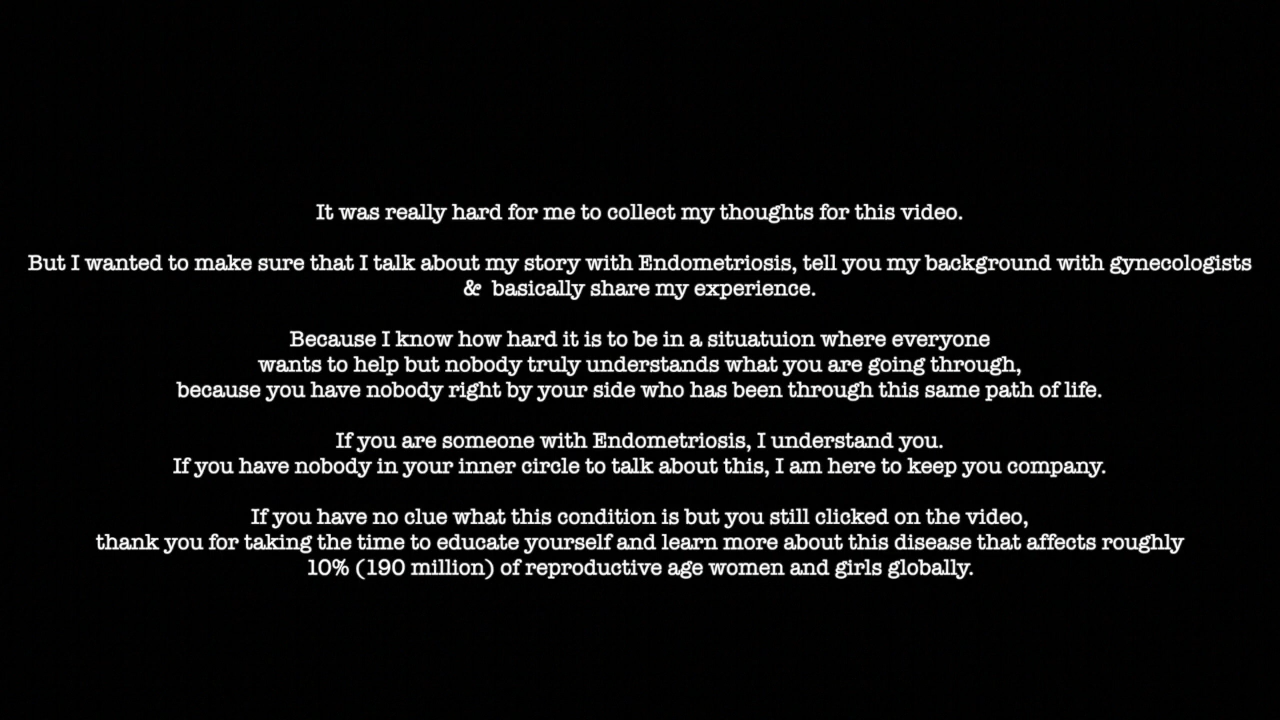 It was really hard for me to collect my thoughts for this video.
But I wanted to make sure that I talk about my story with Endometriosis, tell you my background with gynecologists
& basically share my experience.
Because I know how hard it is to be in a situatuion where everyone
wants to help but nobody truly understands what you are going through,
because you have nobody right by your side who has been through this same path of life.
If you are someone with Endometriosis, I understand you.
If you have nobody in your inner circle to talk about this, I am here to keep you company.
If you have no clue what this condition is but you still clicked on the video,
thank you for taking the time to educate yourself and learn more about this disease that affects roughly
10% (190 million) of reproductive age women and girls globally.